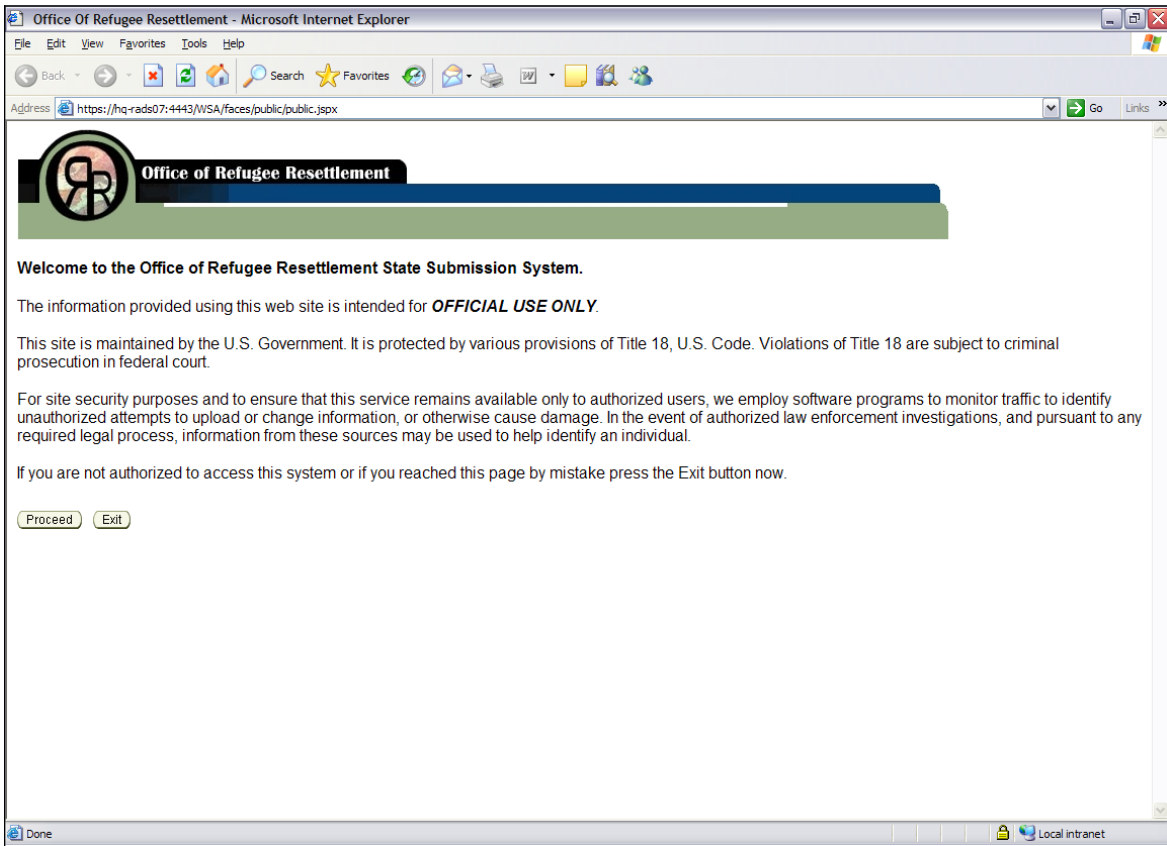 Office Of Refugee Resettlement - Microsoft Internet Explorer
File Edit View Favorites Tools Help
Back Search Favorites
Address https://hq-rads07:4443/WSA/faces/public/public.jspx Go Links »
RR Office of Refugee Resettlement
Welcome to the Office of Refugee Resettlement State Submission System.
The information provided using this web site is intended for OFFICIAL USE ONLY.
This site is maintained by the U.S. Government. It is protected by various provisions of Title 18, U.S. Code. Violations of Title 18 are subject to criminal
prosecution in federal court.
For site security purposes and to ensure that this service remains available only to authorized users, we employ software programs to monitor traffic to identify
unauthorized attempts to upload or change information, or otherwise cause damage. In the event of authorized law enforcement investigations, and pursuant to any
required legal process, information from these sources may be used to help identify an individual.
If you are not authorized to access this system or if you reached this page by mistake press the Exit button now.
Proceed Exit
Done Local intranet